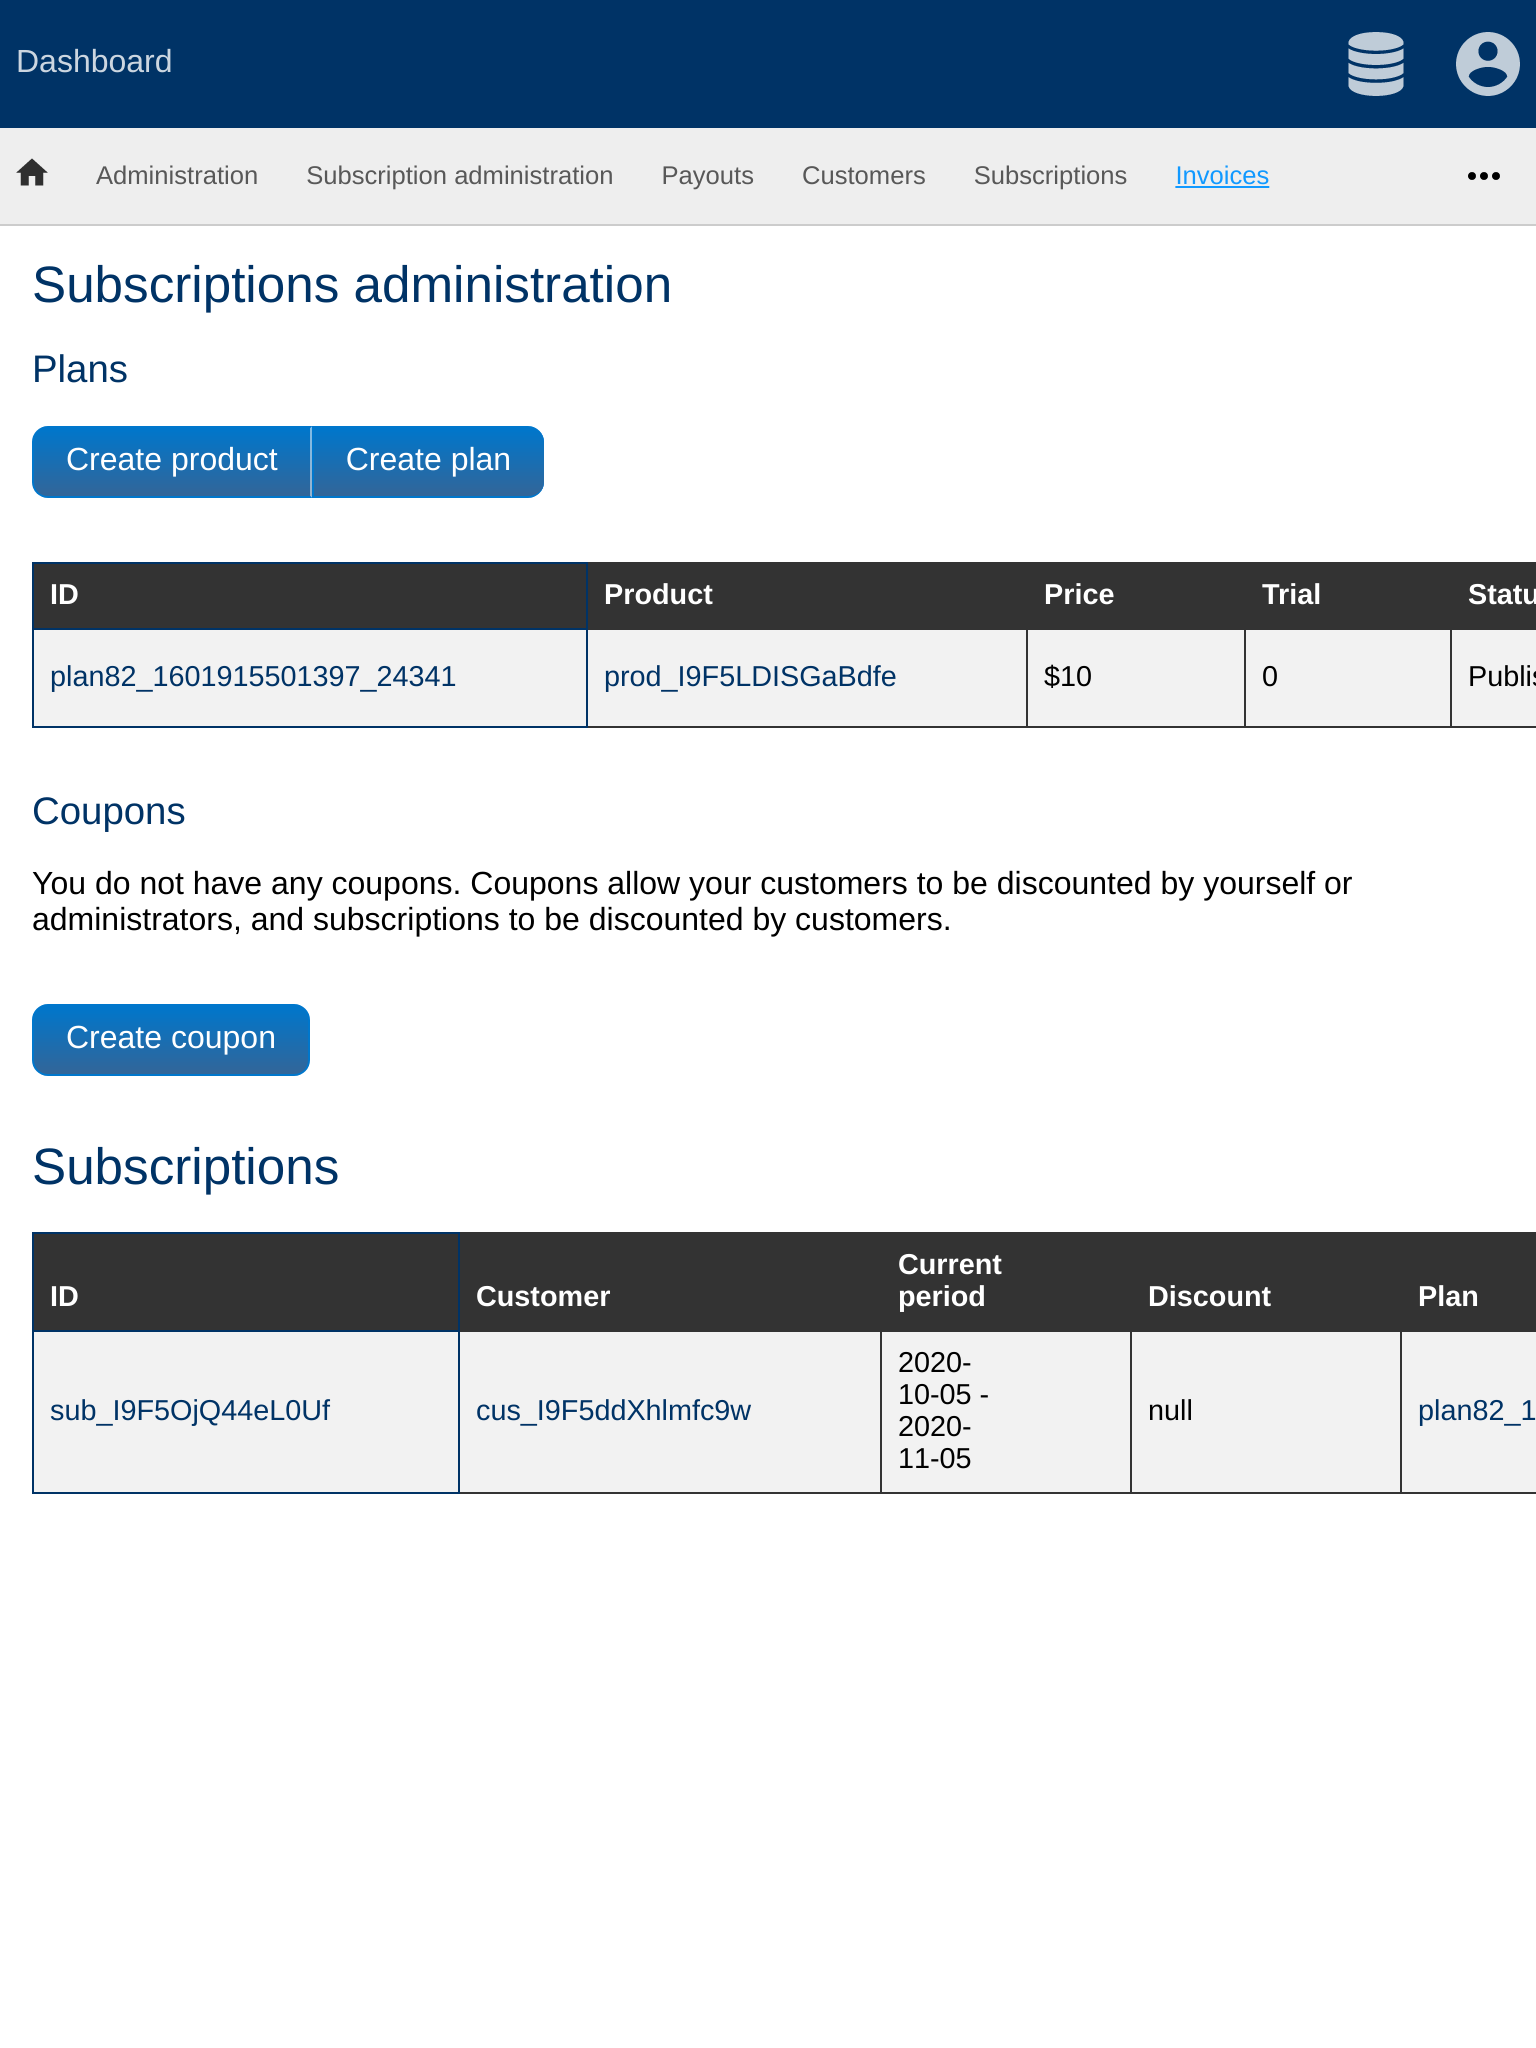 Dashboard
Administration Subscription administration Payouts Customers Subscriptions Invoices
Subscriptions administration
Plans
Create product Create plan
ID Product Price Trial Statu
plan82_1601915501397_24341 prod_I9F5LDISGaBdfe $10 0 Publis
Coupons
You do not have any coupons. Coupons allow your customers to be discounted by yourself or
administrators, and subscriptions to be discounted by customers.
Create coupon
Subscriptions
ID Customer Current period Discount Plan
sub_I9F5OjQ44eL0Uf cus_I9F5ddXhlmfc9w 2020-10-05 - 2020-11-05 null plan82_1